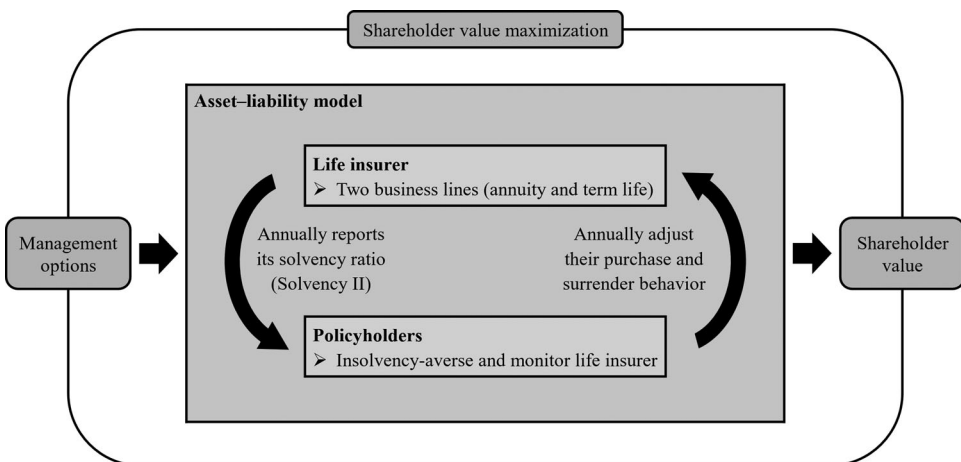 Shareholder value maximization
Asset–liability model
Life insurer
➢ Two business lines (annuity and term life)
Management
options
Annually reports
its solvency ratio
(Solvency II)
Annually adjust
their purchase and
surrender behavior
Shareholder
value
Policyholders
➢ Insolvency-averse and monitor life insurer